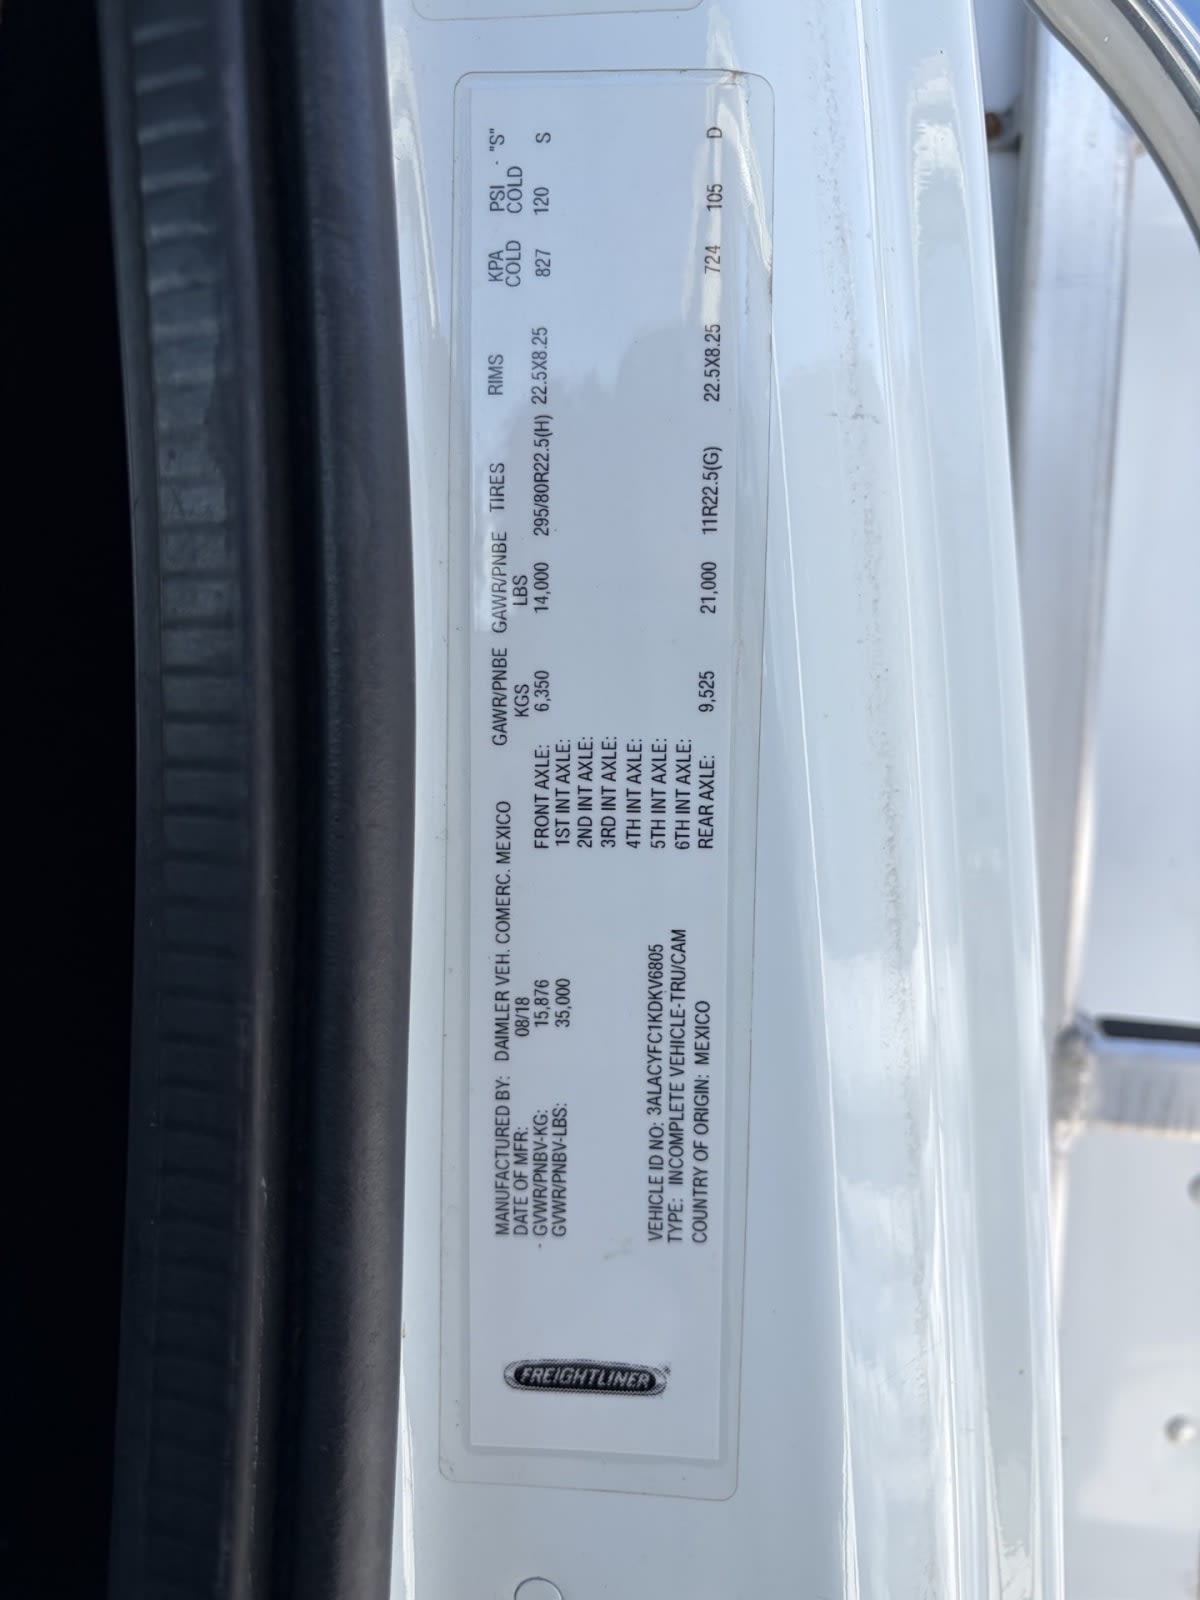 FREIGHTLINER
MANUFACTURED BY: DAIMLER VEH. COMERC. MEXICO
DATE OF MFR: 08/18
GVWR/PNBV-KG: 15,876
GVWR/PNBV-LBS: 35,000
VEHICLE ID NO: 3ALACYFC1KDKV6805
TYPE: INCOMPLETE VEHICLE-TRU/CAM
COUNTRY OF ORIGIN: MEXICO
GAWR/PNBE GAWR/PNBE TIRES RIMS KPA PSI "S"
KGS LBS COLD COLD
FRONT AXLE: 6,350 14,000 295/80R22.5(H) 22.5X8.25 827 120 S
1ST INT AXLE:
2ND INT AXLE:
3RD INT AXLE:
4TH INT AXLE:
5TH INT AXLE:
6TH INT AXLE:
REAR AXLE: 9,525 21,000 11R22.5(G) 22.5X8.25 724 105 D